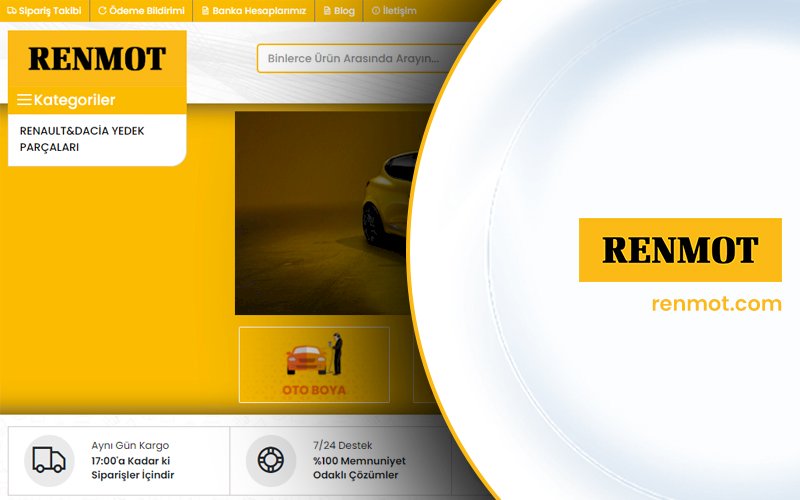 Sipariş Takibi
Ödeme Bildirimi
Banka Hesaplarımız
Blog
İletişim
RENMOT
Binlerce Ürün Arasında Arayın...
Kategoriler
RENAULT&DACİA YEDEK
PARÇALARI
RENMOT
renmot.com
OTO BOYA
Aynı Gün Kargo
17:00'a Kadar ki
Siparişler İçindir
7/24 Destek
%100 Memnuniyet
Odaklı Çözümler